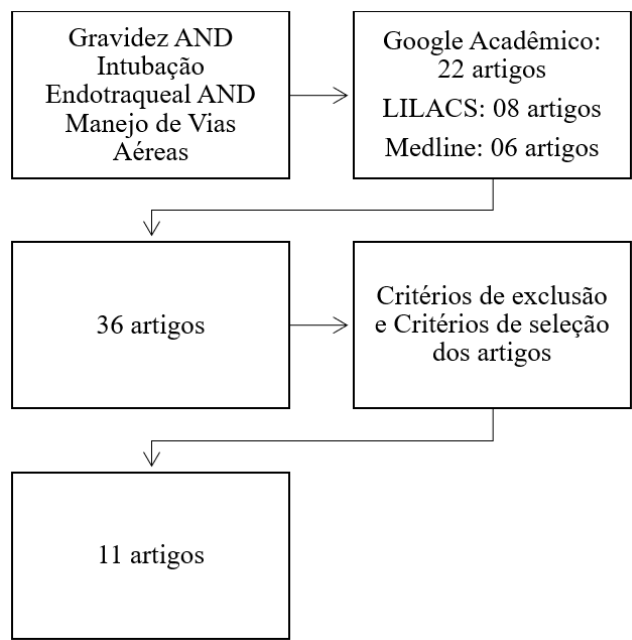 Gravidez AND
Intubação
Endotraqueal AND
Manejo de Vias
Aéreas
Google Acadêmico:
22 artigos
LILACS: 08 artigos
Medline: 06 artigos
36 artigos
Critérios de exclusão
e Critérios de seleção
dos artigos
11 artigos